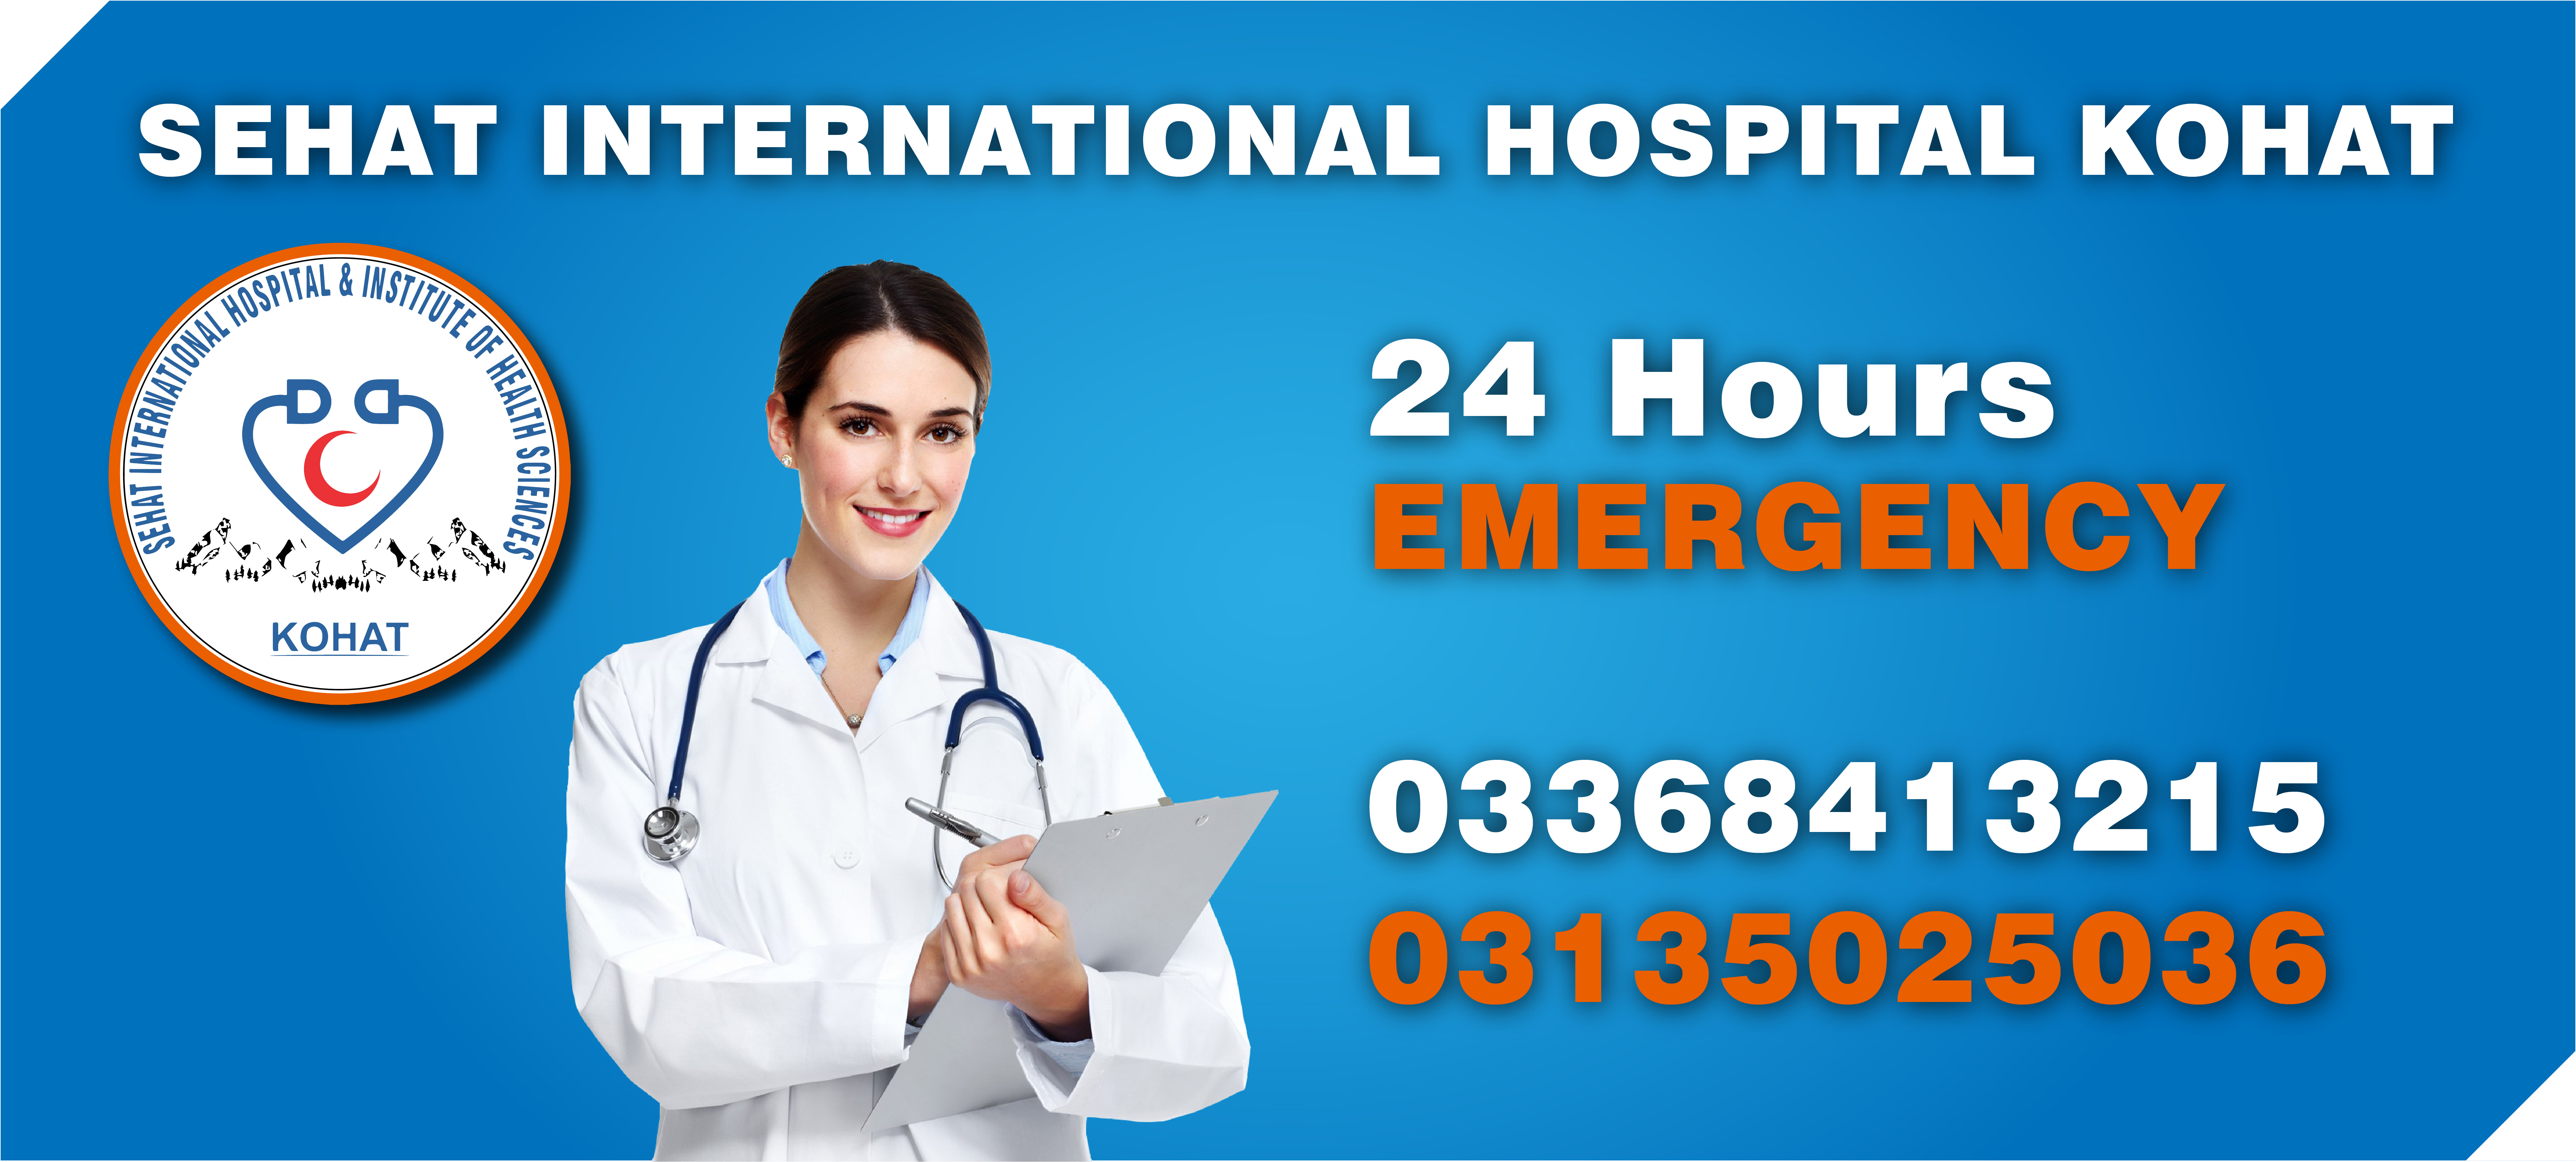 SEHAT INTERNATIONAL HOSPITAL KOHAT
SEHAT INTERNATIONAL HOSPITAL & INSTITUTE OF HEALTH SCIENCES
KOHAT
24 Hours
EMERGENCY
03368413215
03135025036